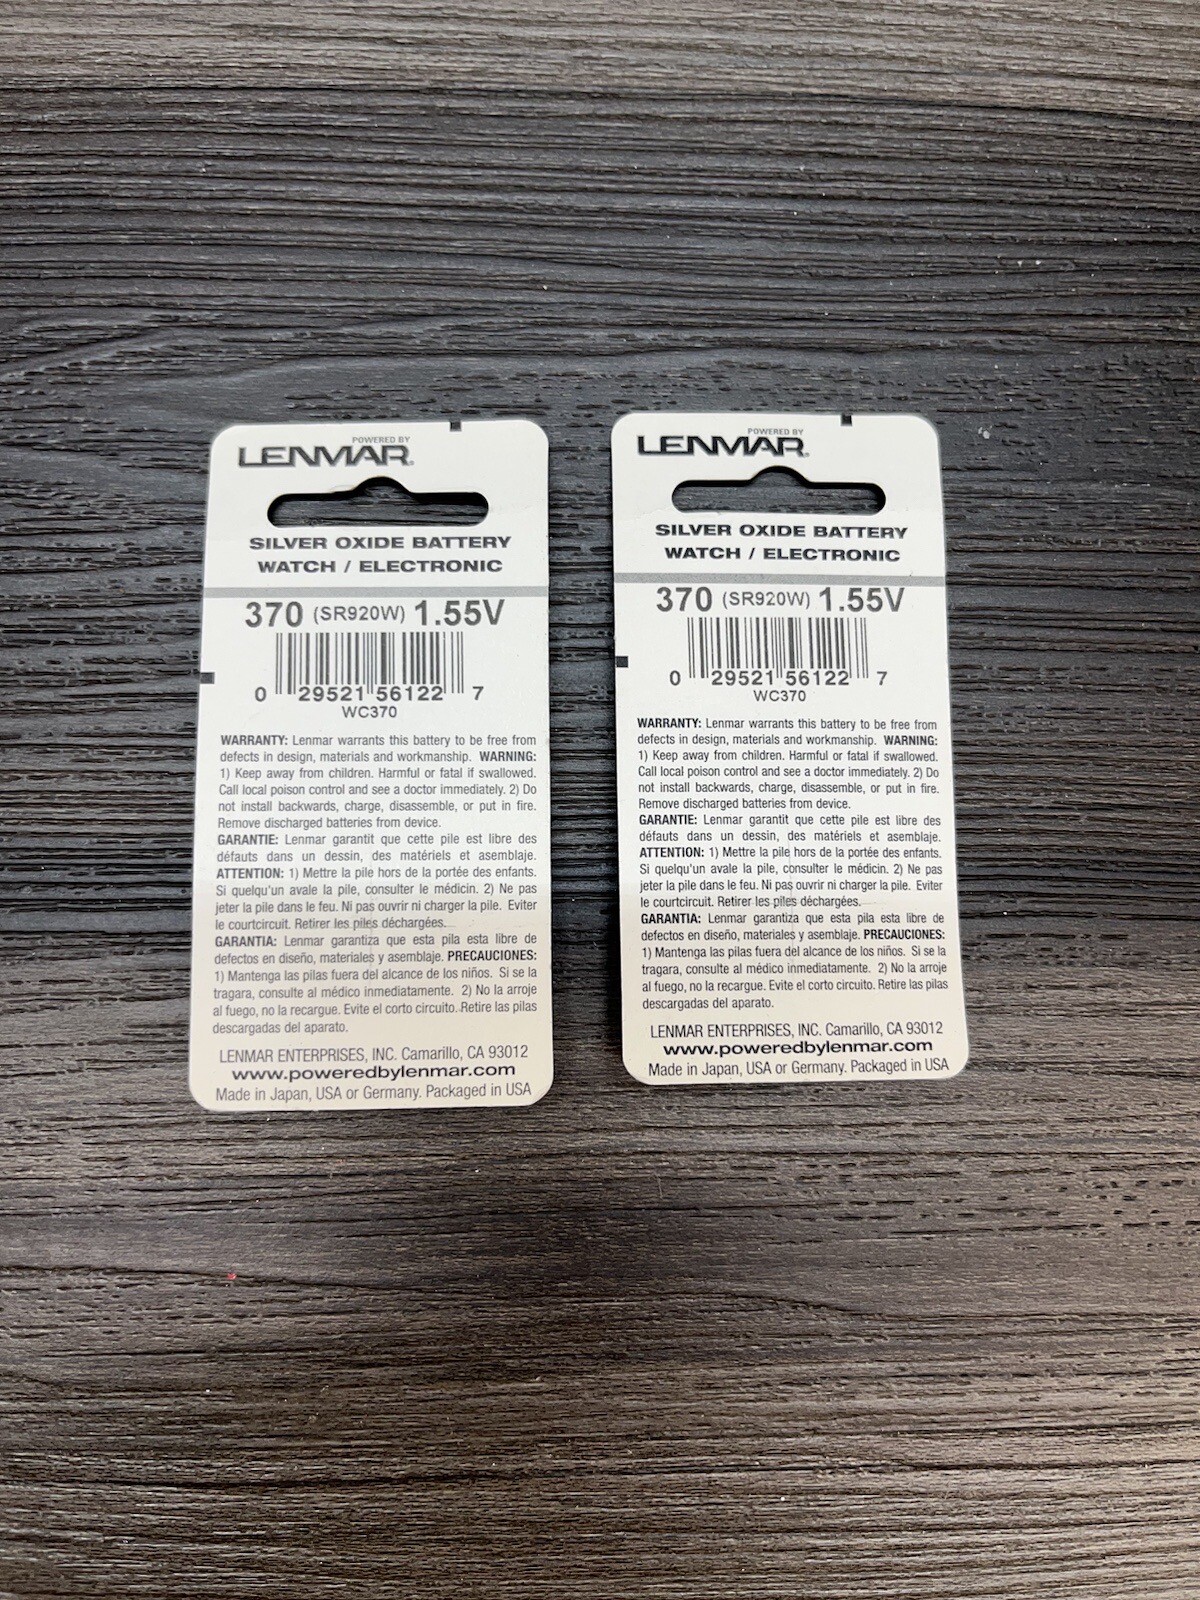 POWERED BY
LENMAR
SILVER OXIDE BATTERY
WATCH / ELECTRONIC
370 (SR920W) 1.55V
0 29521 56122 7
WC370
WARRANTY: Lenmar warrants this battery to be free from
defects in design, materials and workmanship. WARNING:
1) Keep away from children. Harmful or fatal if swallowed.
Call local poison control and see a doctor immediately. 2) Do
not install backwards, charge, disassemble, or put in fire.
Remove discharged batteries from device.
GARANTIE: Lenmar garantit que cette pile est libre des
défauts dans un dessin, des matériels et asemblaje.
ATTENTION: 1) Mettre la pile hors de la portée des enfants.
Si quelqu'un avale la pile, consulter le médicin. 2) Ne pas
jeter la pile dans le feu. Ni pas ouvrir ni charger la pile. Eviter
le courtcircuit. Retirer les piles déchargées.
GARANTIA: Lenmar garantiza que esta pila esta libre de
defectos en diseño, materiales y asemblaje. PRECAUCIONES:
1) Mantenga las pilas fuera del alcance de los niños. Si se la
tragara, consulte al médico inmediatamente. 2) No la arroje
al fuego, no la recargue. Evite el corto circuito. Retire las pilas
descargadas del aparato.
LENMAR ENTERPRISES, INC. Camarillo, CA 93012
www.poweredbylenmar.com
Made in Japan, USA or Germany. Packaged in USA
POWERED BY
LENMAR
SILVER OXIDE BATTERY
WATCH / ELECTRONIC
370 (SR920W) 1.55V
0 29521 56122 7
WC370
WARRANTY: Lenmar warrants this battery to be free from
defects in design, materials and workmanship. WARNING:
1) Keep away from children. Harmful or fatal if swallowed.
Call local poison control and see a doctor immediately. 2) Do
not install backwards, charge, disassemble, or put in fire.
Remove discharged batteries from device.
GARANTIE: Lenmar garantit que cette pile est libre des
défauts dans un dessin, des matériels et asemblaje.
ATTENTION: 1) Mettre la pile hors de la portée des enfants.
Si quelqu'un avale la pile, consulter le médicin. 2) Ne pas
jeter la pile dans le feu. Ni pas ouvrir ni charger la pile. Eviter
le courtcircuit. Retirer les piles déchargées.
GARANTIA: Lenmar garantiza que esta pila esta libre de
defectos en diseño, materiales y asemblaje. PRECAUCIONES:
1) Mantenga las pilas fuera del alcance de los niños. Si se la
tragara, consulte al médico inmediatamente. 2) No la arroje
al fuego, no la recargue. Evite el corto circuito. Retire las pilas
descargadas del aparato.
LENMAR ENTERPRISES, INC. Camarillo, CA 93012
www.poweredbylenmar.com
Made in Japan, USA or Germany. Packaged in USA